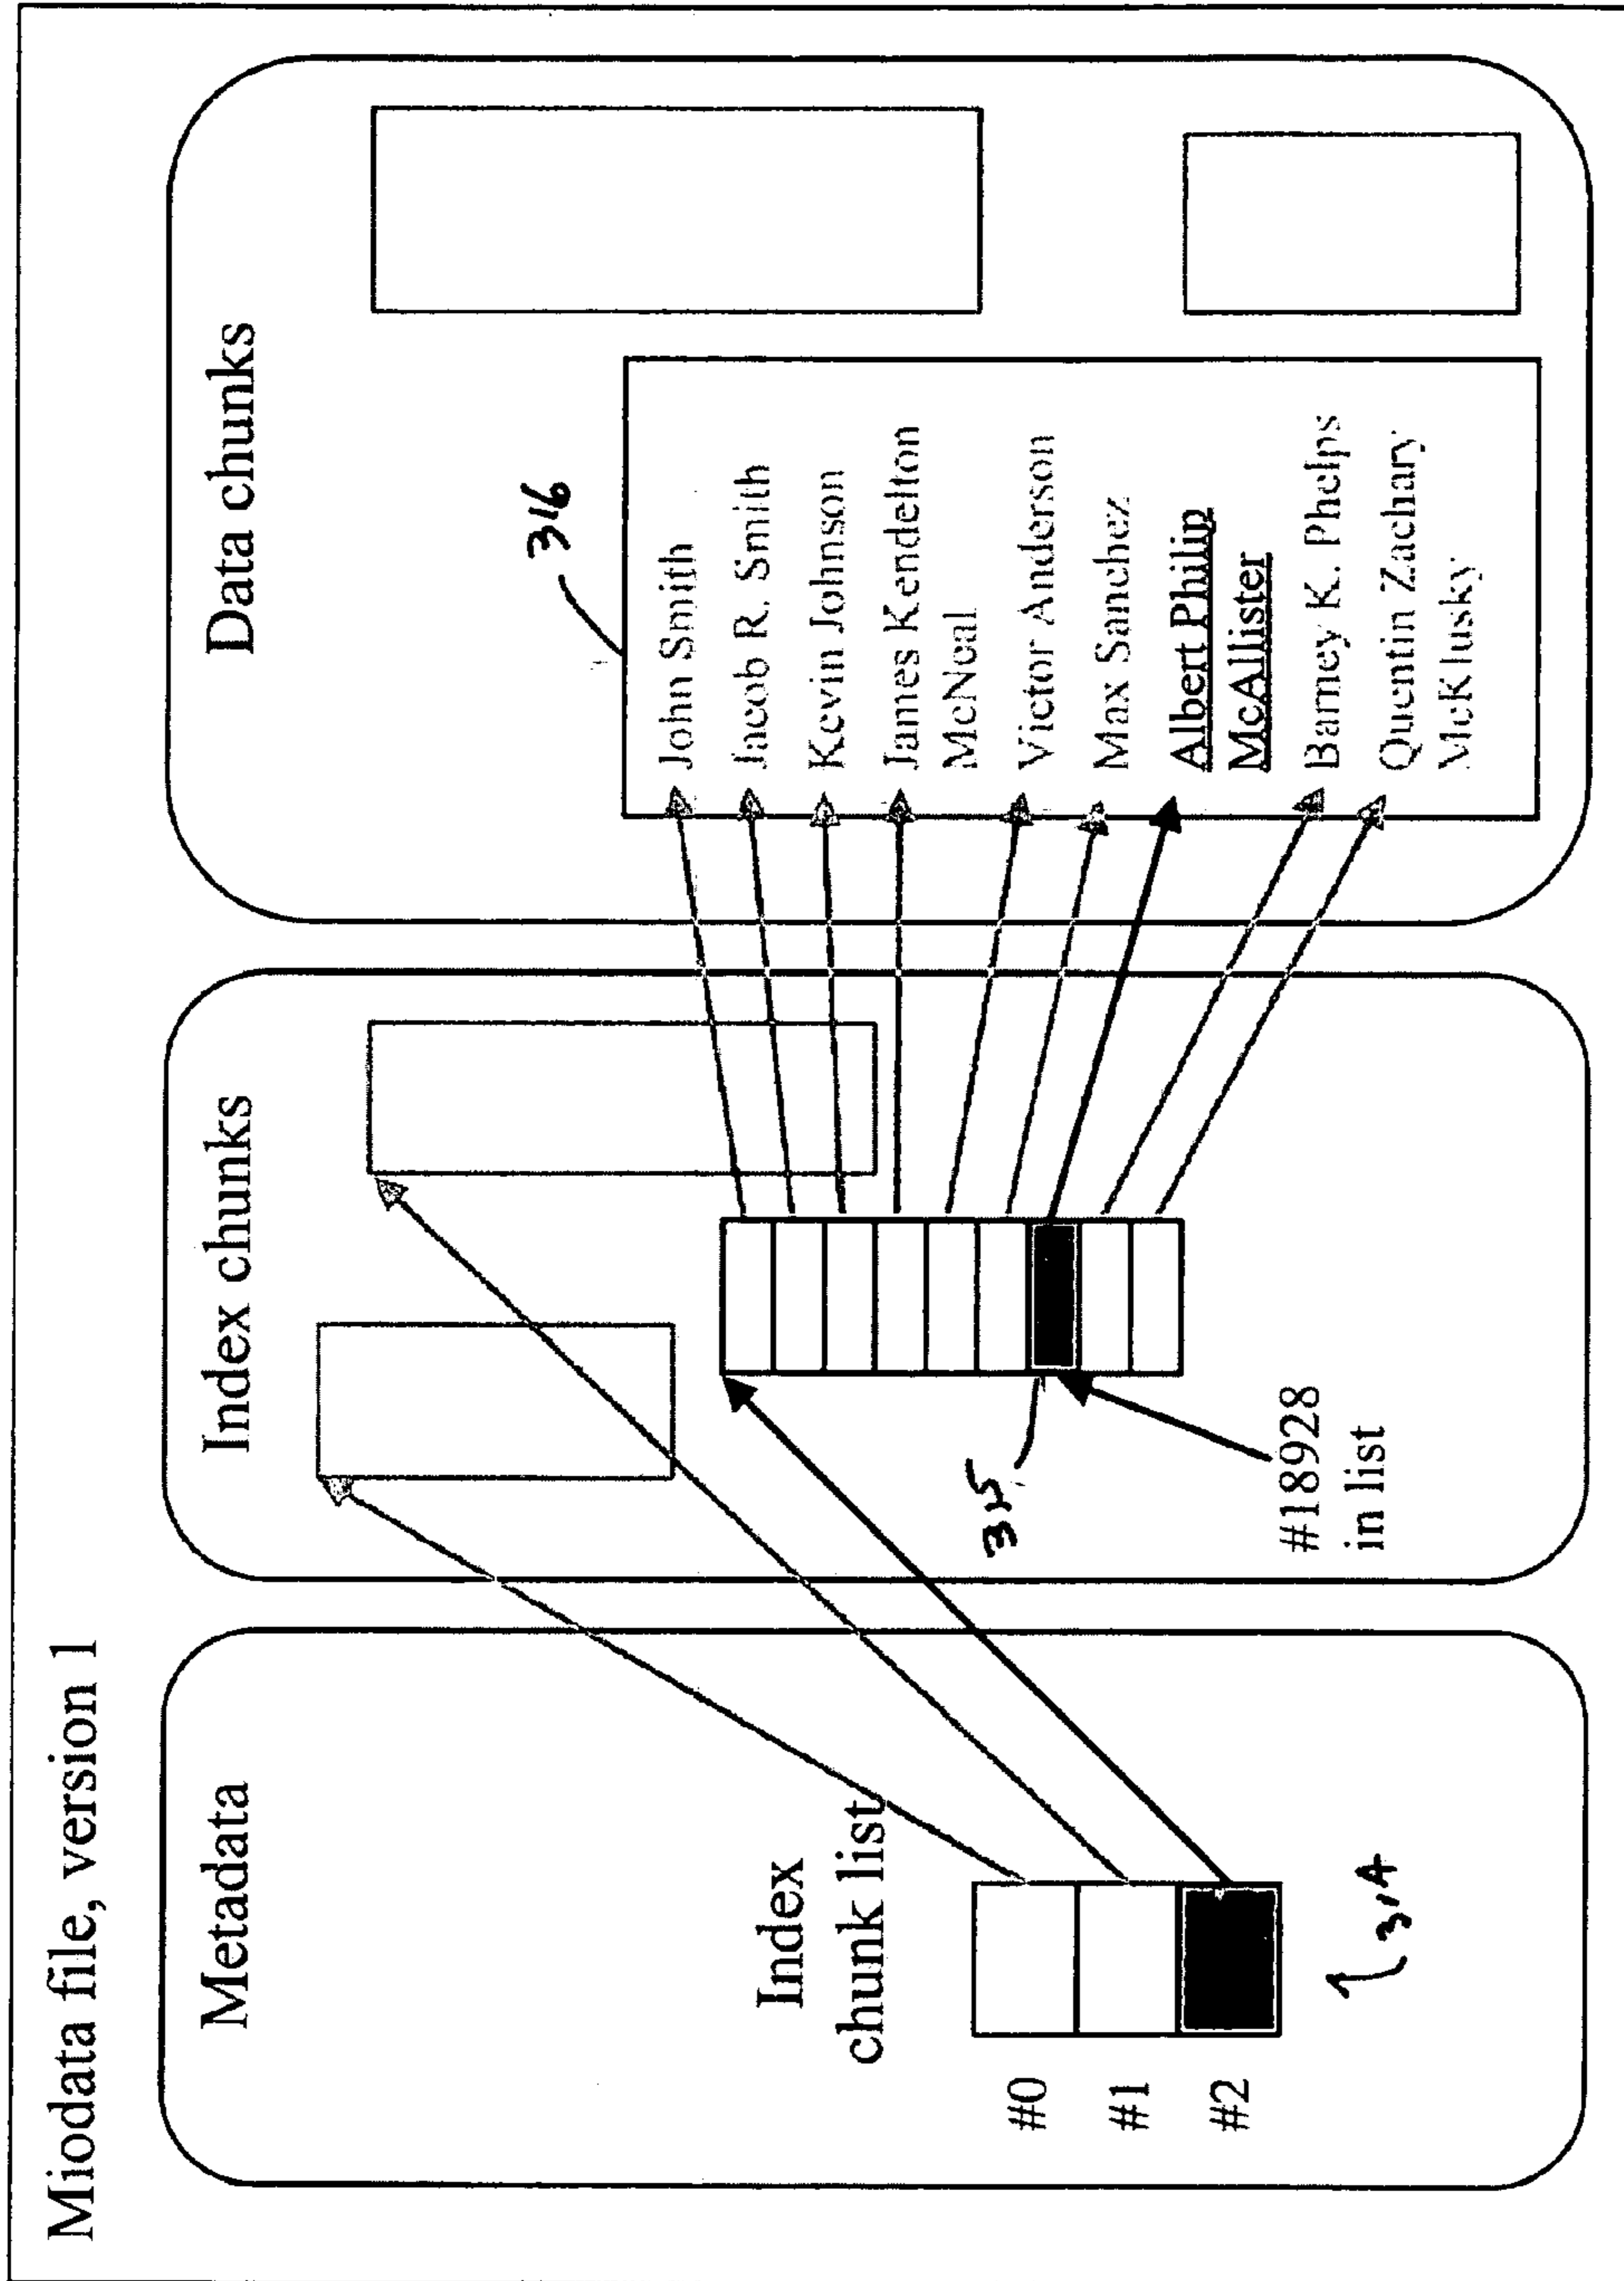 Miodata file, version 1
Metadata
Index
chunk list
#0
#1
#2
314
Index chunks
315
#18928
in list
Data chunks
316
John Smith
Jacob R. Smith
Kevin Johnson
James Kendelton
McNeal
Victor Anderson
Max Sanchez
Albert Philip
McAllister
Barney K. Phelps
Quentin Zachary
McKlusky